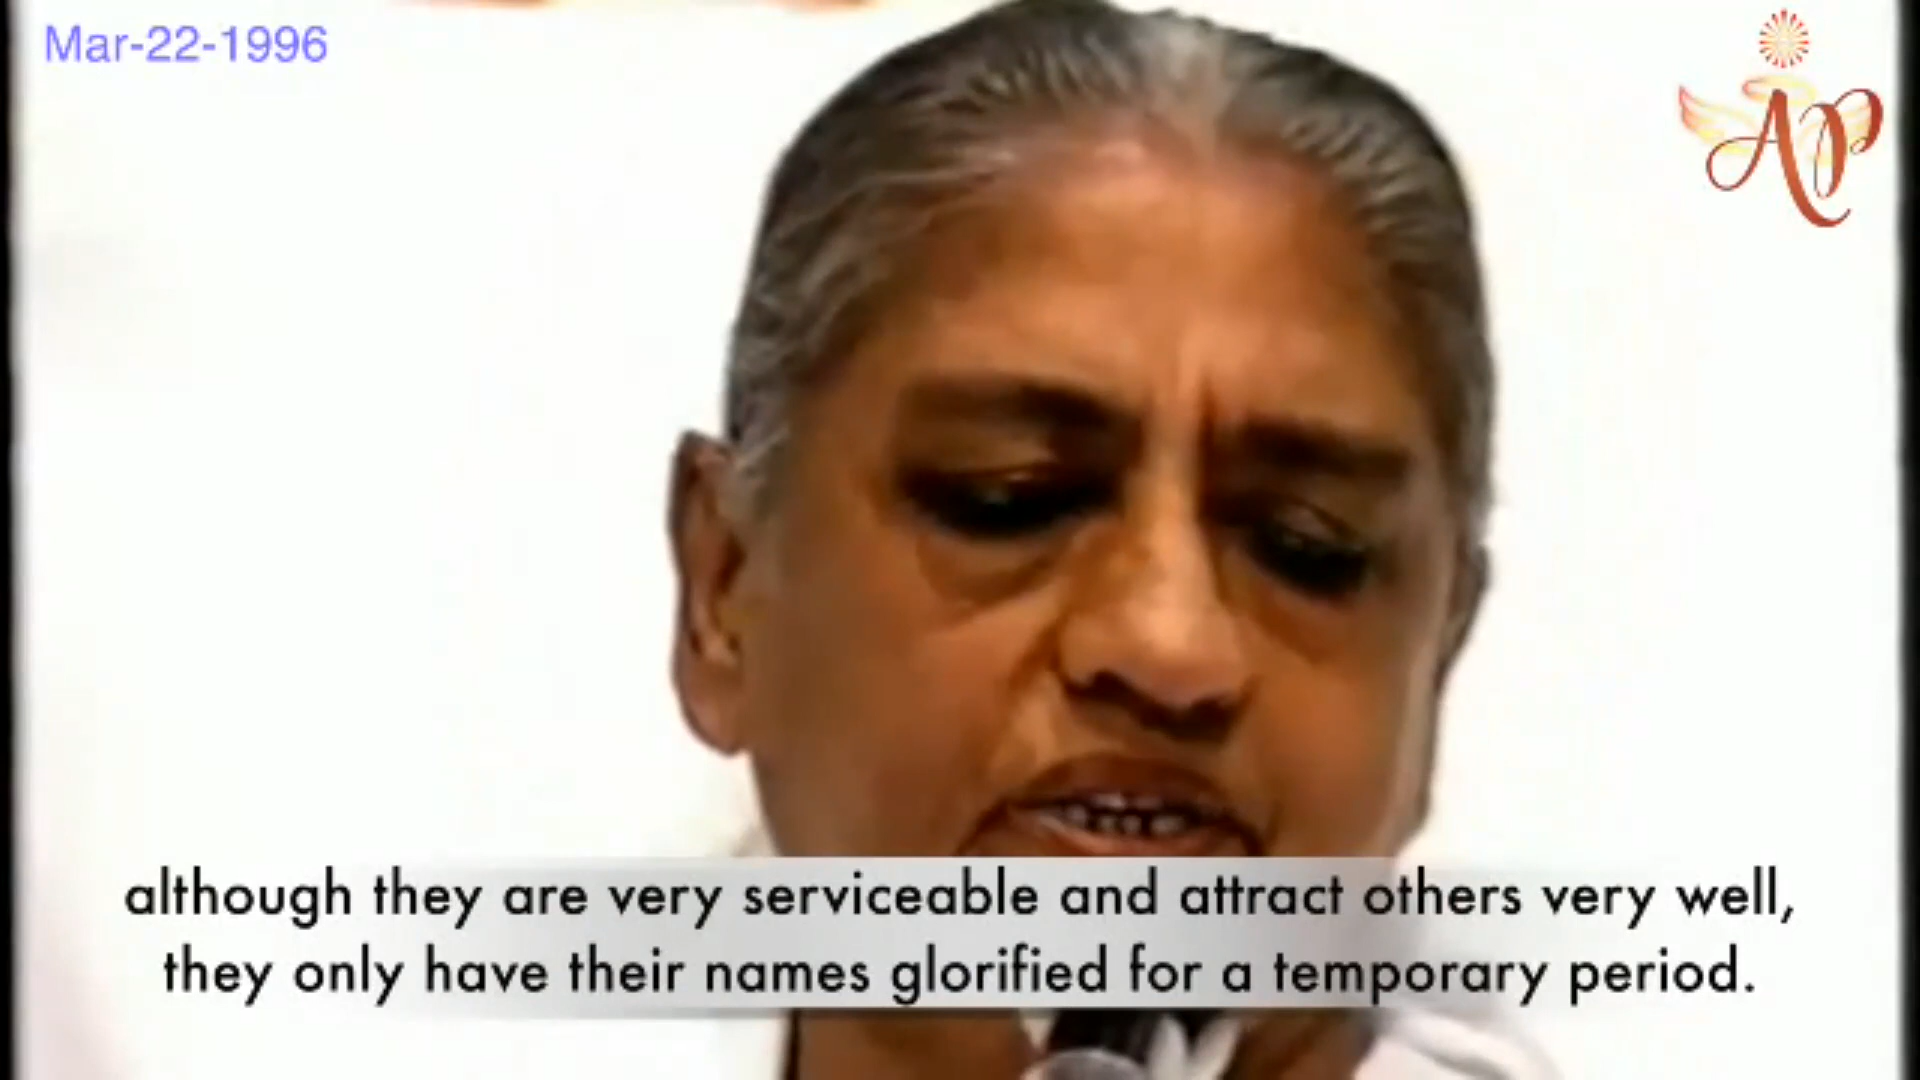 Mar-22-1996
AP
although they are very serviceable and attract others very well,
they only have their names glorified for a temporary period.